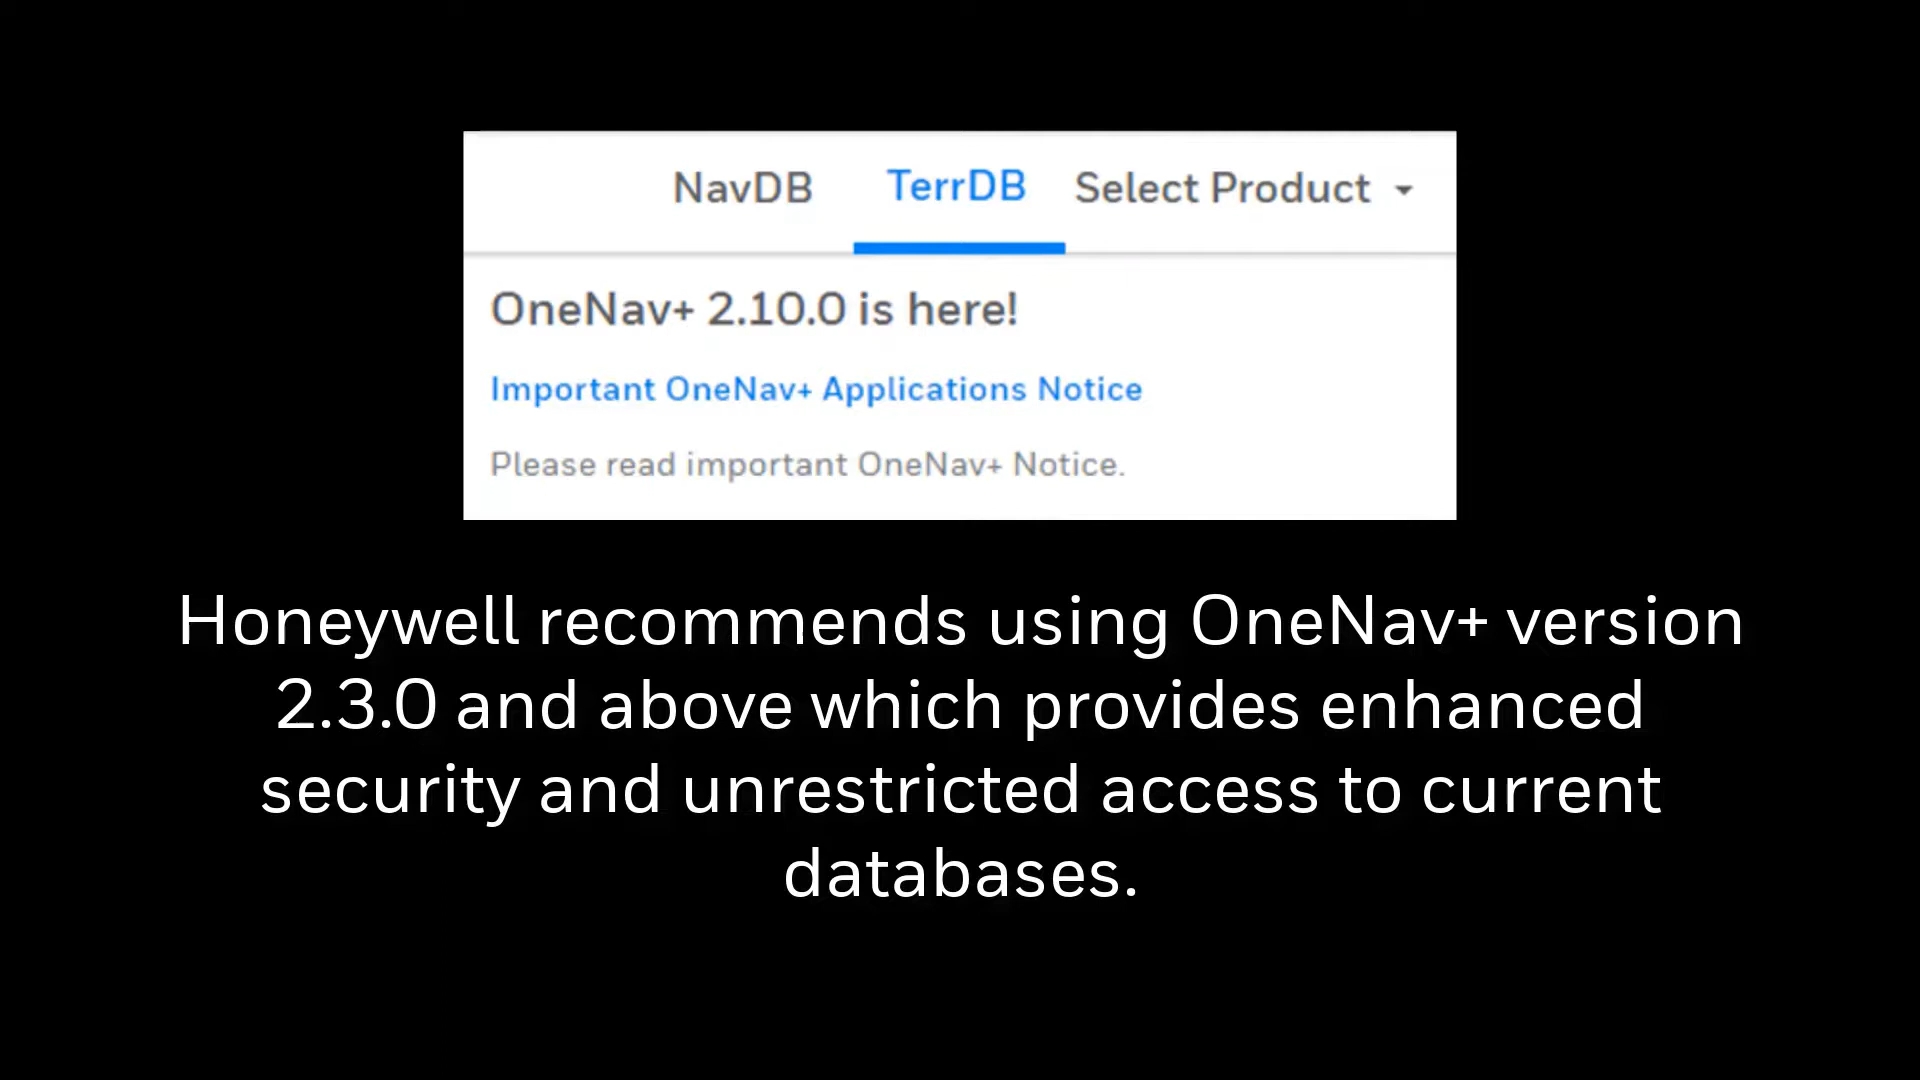 NavDB TerrDB Select Product
OneNav+ 2.10.0 is here!
Important OneNav+ Applications Notice
Please read important OneNav+ Notice.
Honeywell recommends using OneNav+ version
2.3.0 and above which provides enhanced
security and unrestricted access to current
databases.